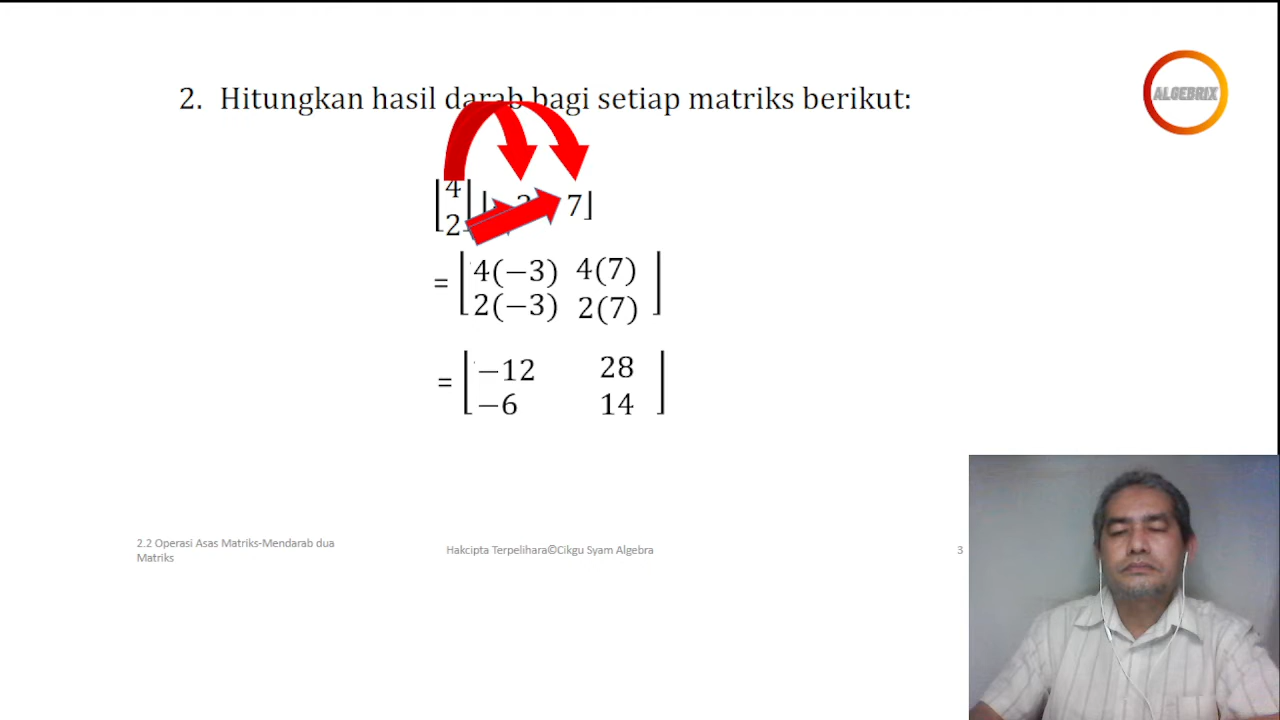 2. Hitungkan hasil darab bagi setiap matriks berikut:
ALGEBRIX
4
2 7
= 4(−3) 4(7)
2(−3) 2(7)
= −12 28
−6 14
2.2 Operasi Asas Matriks-Mendarab dua
Matriks
Hakcipta Terpelihara©Cikgu Syam Algebra
3